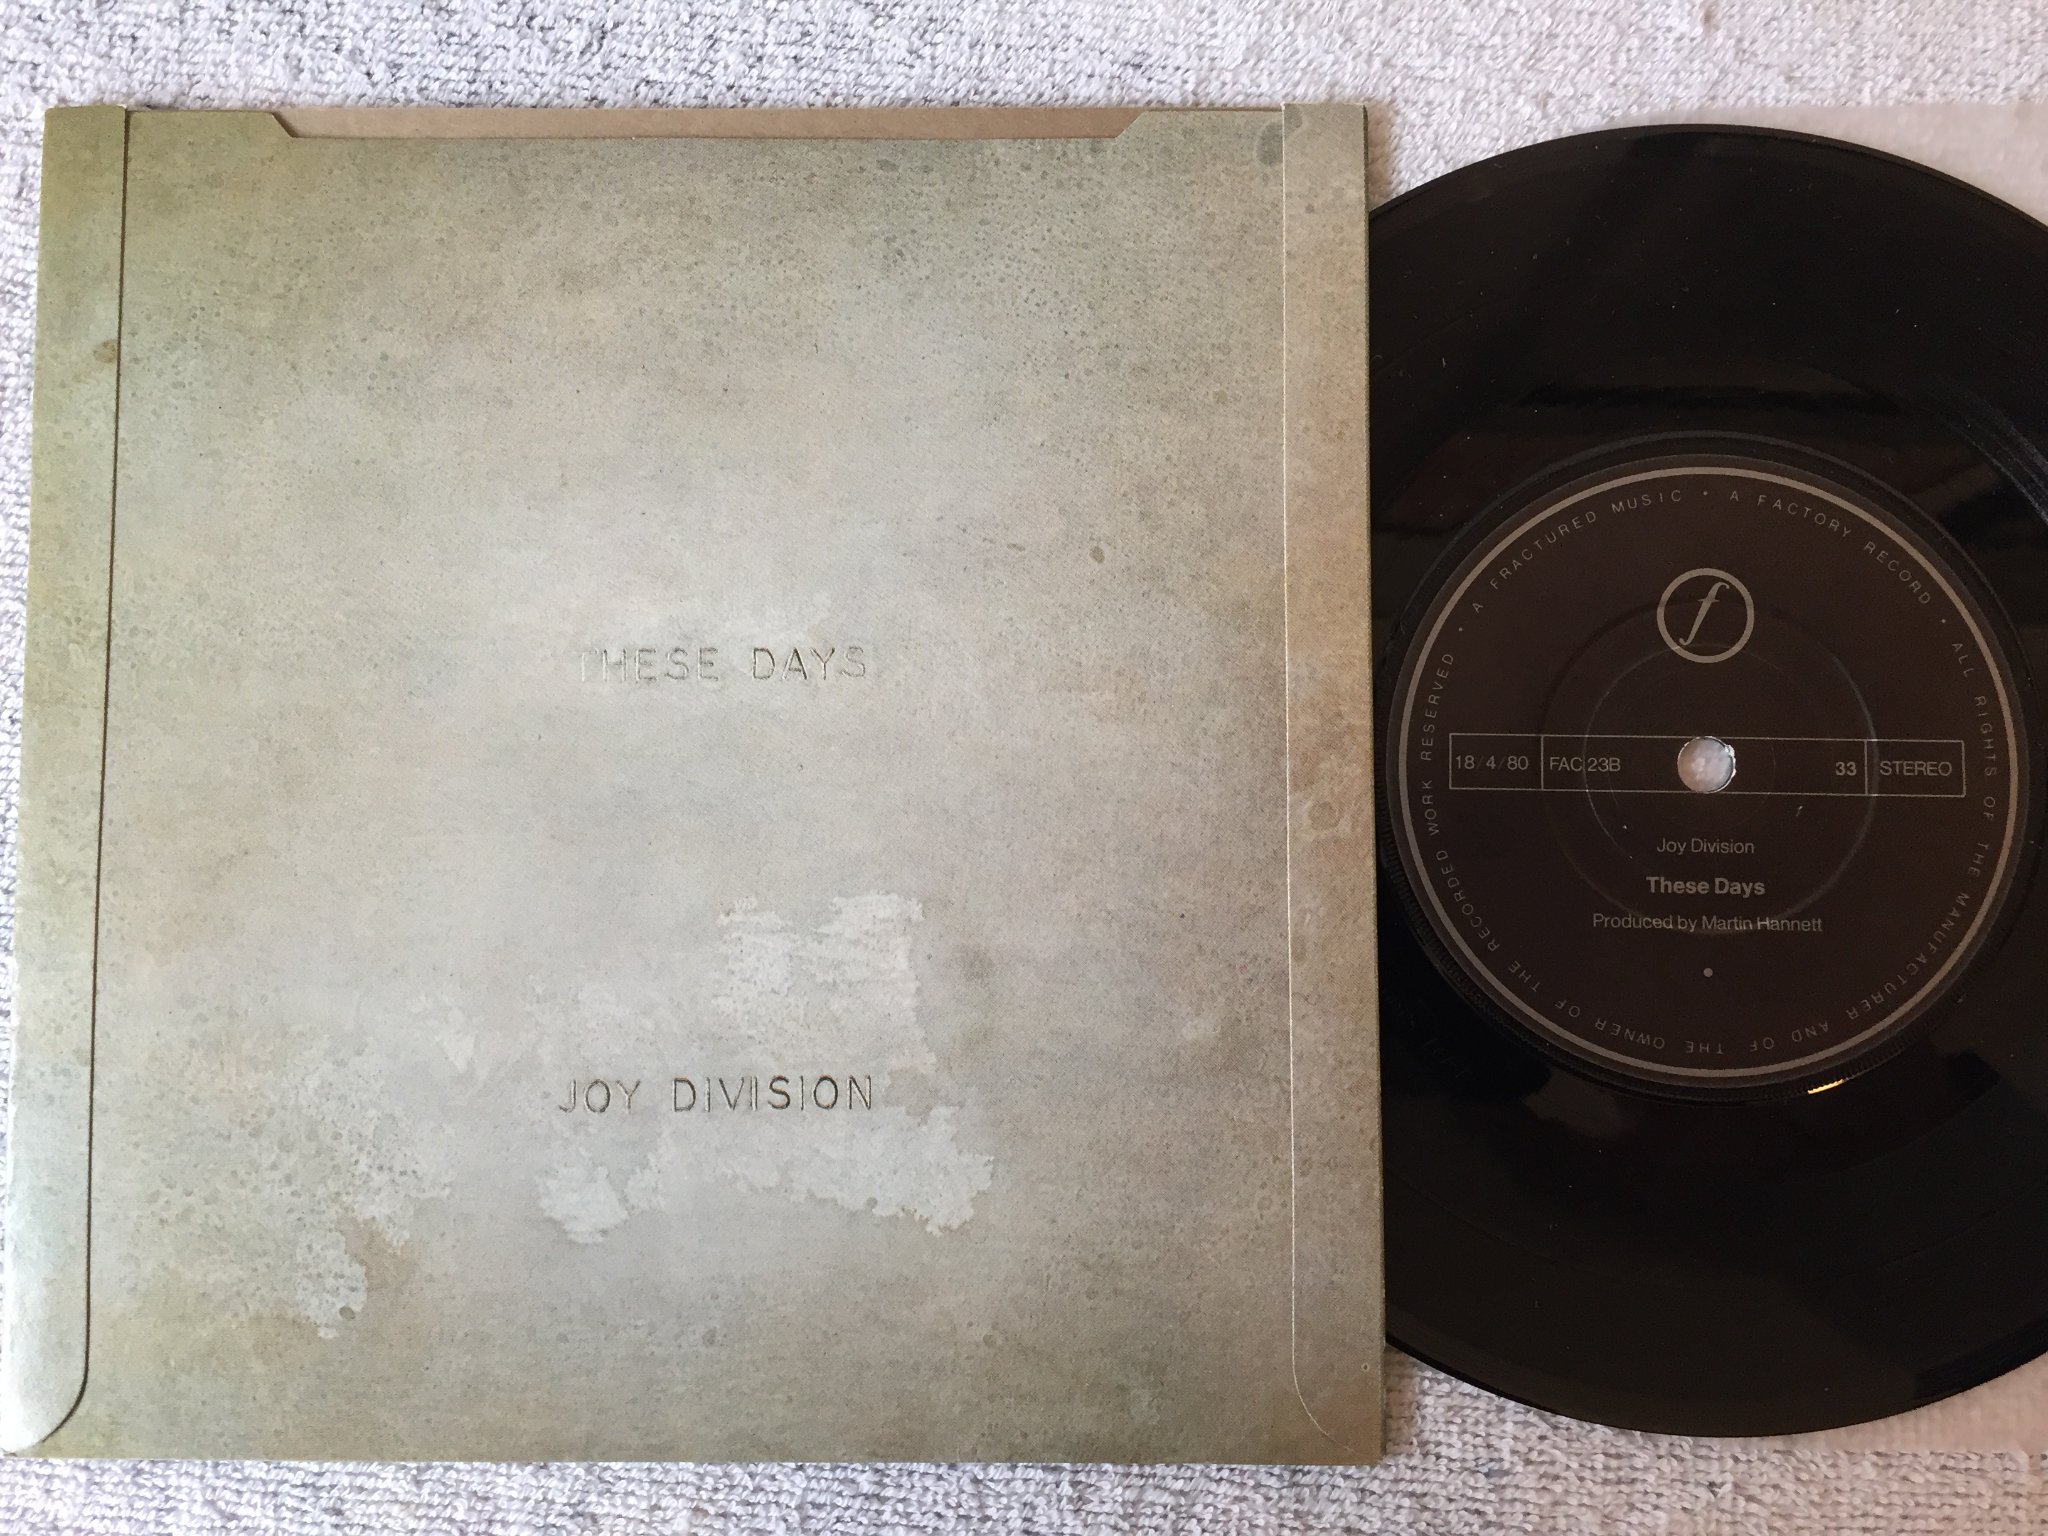 THESE DAYS
JOY DIVISION
• A FRACTURED MUSIC • A FACTORY RECORD • ALL RIGHTS OF THE MANUFACTURER AND OF THE OWNER OF THE RECORDED WORK RESERVED
f
18/4/80 FAC 23B 33 STEREO
Joy Division
These Days
Produced by Martin Hannett